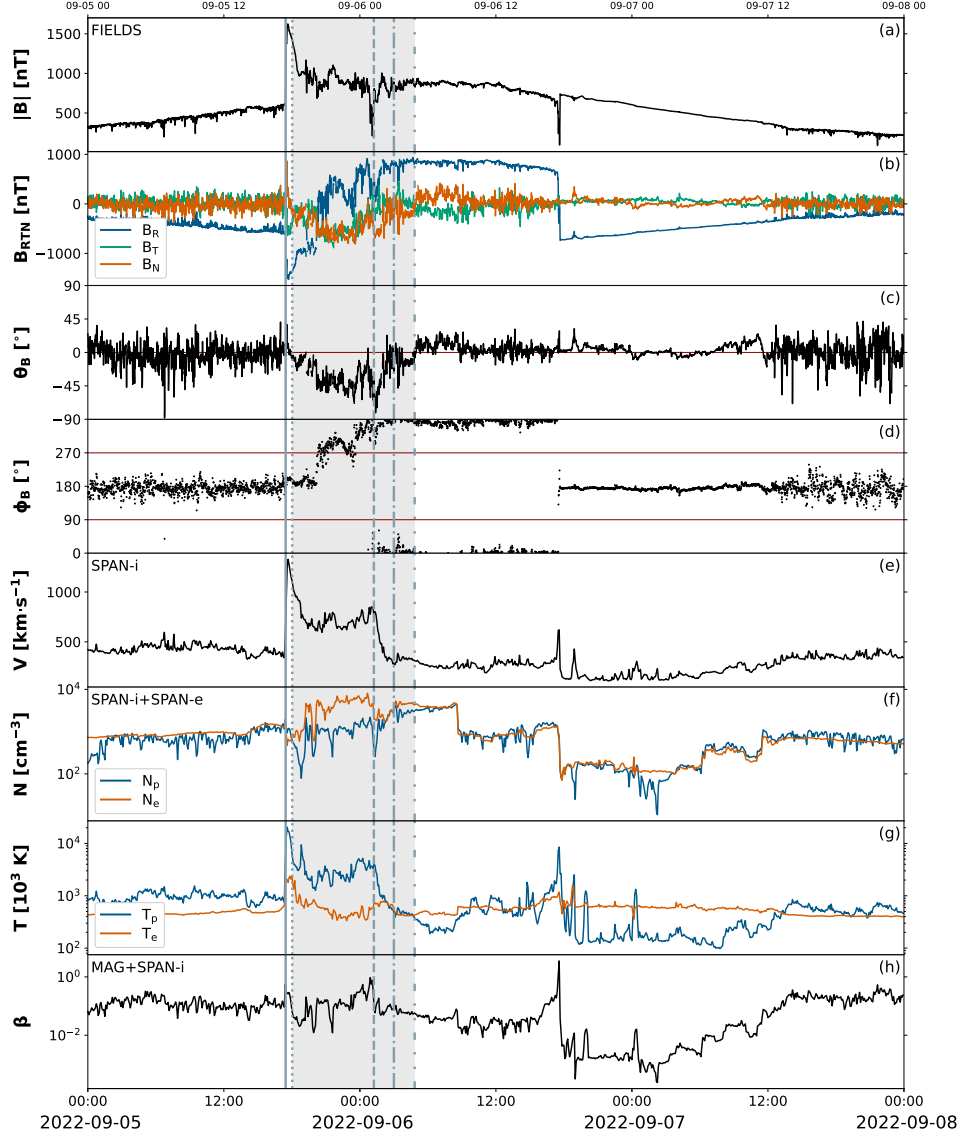 09-05 00 09-05 12 09-06 00 09-06 12 09-07 00 09-07 12 09-08 00
FIELDS (a)
1500
1000
500
|B| [nT]
(b)
1000
0
−1000
B_RTN [nT]
B_R
B_T
B_N
(c)
90
45
0
−45
−90
θ_B [°]
(d)
270
180
90
0
ϕ_B [°]
SPAN-i (e)
1000
500
V [km·s⁻¹]
SPAN-i+SPAN-e (f)
10⁴
10²
N [cm⁻³]
N_p
N_e
(g)
10⁴
10³
10²
T [10³ K]
T_p
T_e
MAG+SPAN-i (h)
10⁰
10⁻²
β
00:00 12:00 00:00 12:00 00:00 12:00 00:00
2022-09-05 2022-09-06 2022-09-07 2022-09-08